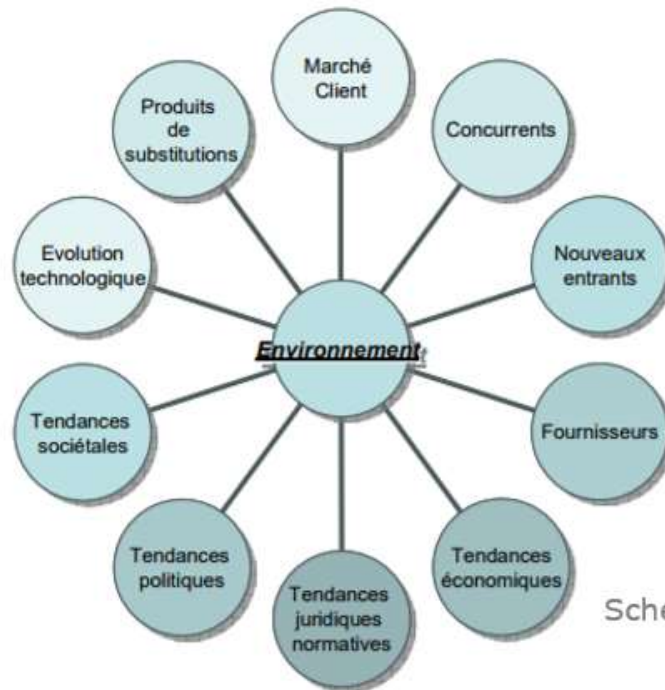 Marché
Client
Concurrents
Nouveaux
entrants
Fournisseurs
Tendances
économiques
Tendances
juridiques
normatives
Tendances
politiques
Tendances
sociétales
Evolution
technologique
Produits
de
substitutions
Environnement